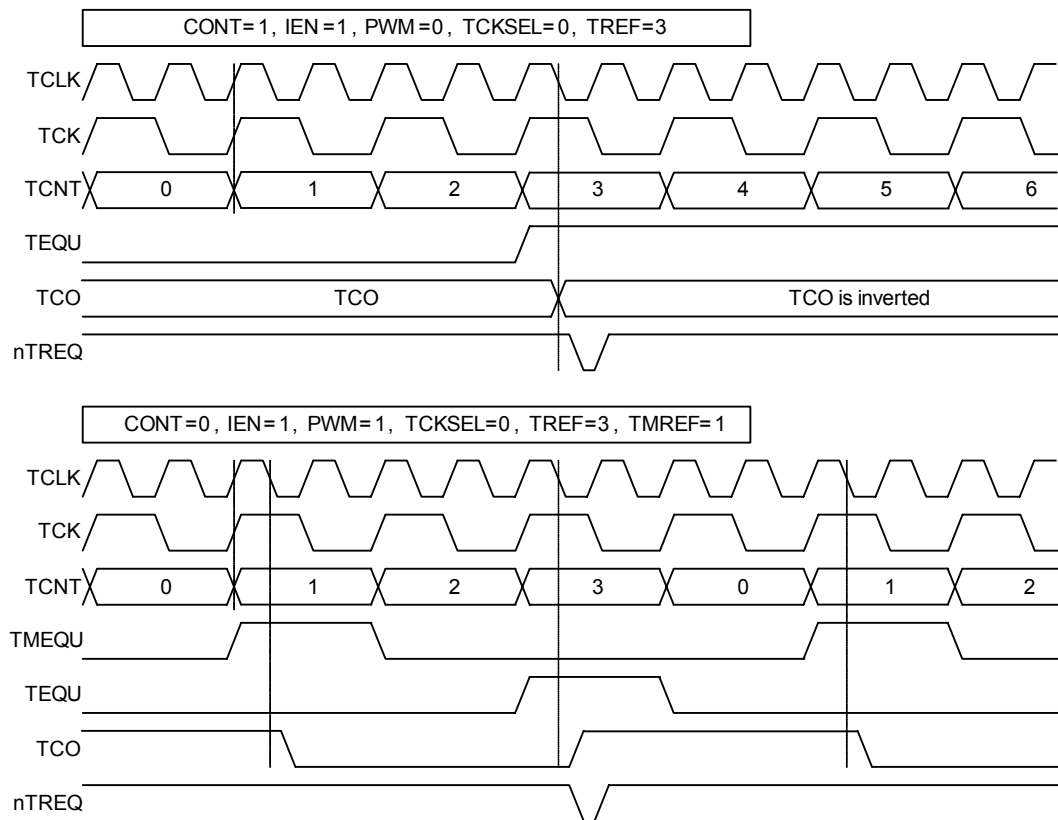 CONT=1, IEN=1, PWM=0, TCKSEL=0, TREF=3
TCLK
TCK
TCNT 0 1 2 3 4 5 6
TEQU
TCO TCO TCO is inverted
nTREQ
CONT=0, IEN=1, PWM=1, TCKSEL=0, TREF=3, TMREF=1
TCLK
TCK
TCNT 0 1 2 3 0 1 2
TMEQU
TEQU
TCO
nTREQ